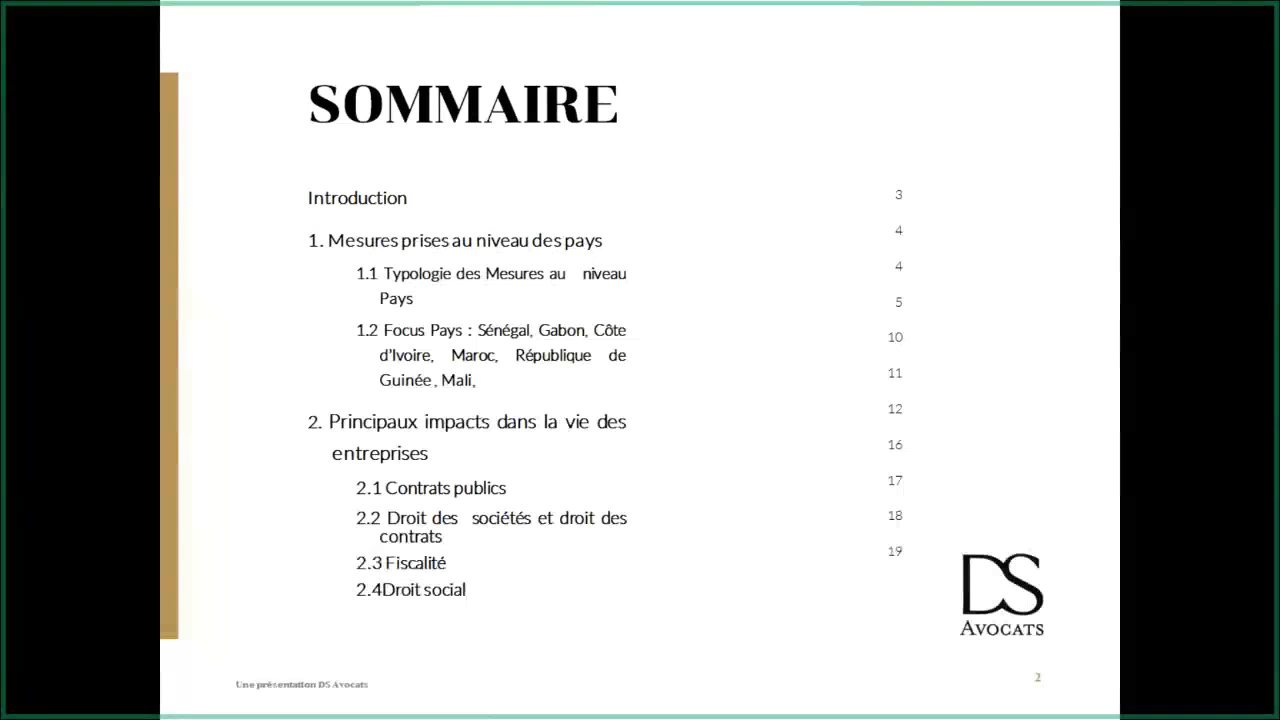 SOMMAIRE
Introduction
3
1. Mesures prises au niveau des pays
4
1.1 Typologie des Mesures au niveau
4
Pays
5
1.2 Focus Pays : Sénégal, Gabon, Côte
10
d'Ivoire, Maroc, République de
Guinée, Mali,
11
12
2. Principaux impacts dans la vie des
16
entreprises
17
2.1 Contrats publics
18
2.2 Droit des sociétés et droit des
contrats
19
2.3 Fiscalité
2.4Droit social
DS
AVOCATS
Une présentation DS Avocats
2